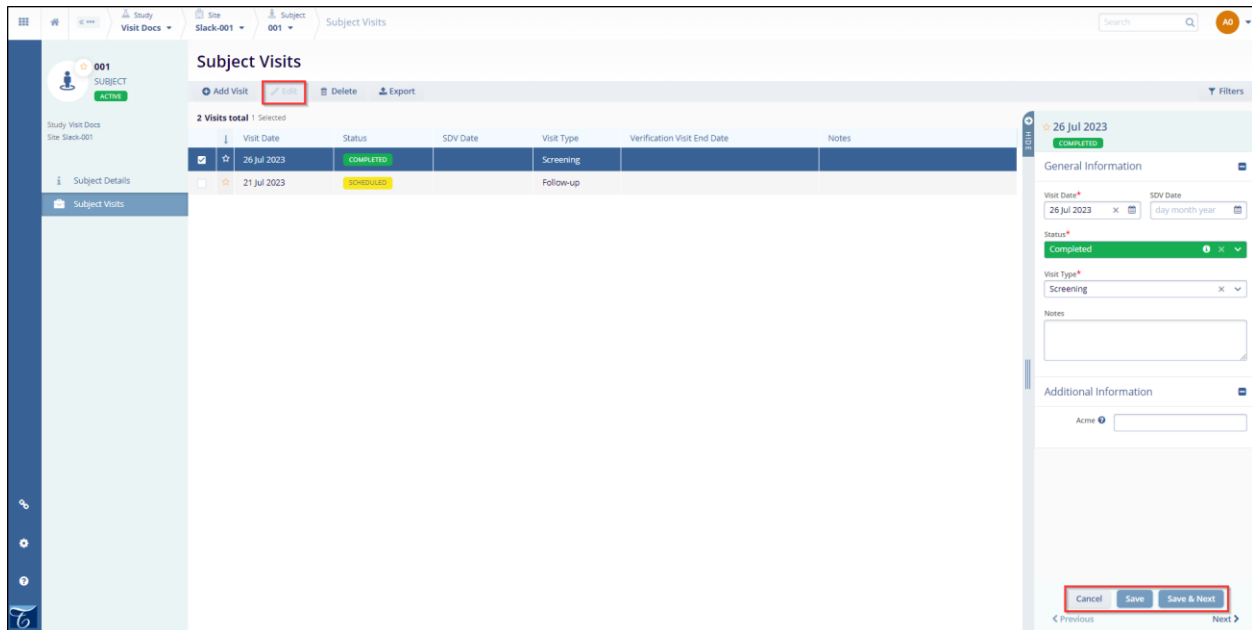 Study
Visit Docs
Site
Slack-001
Subject
001
Subject Visits
Search
AO
001
SUBJECT
ACTIVE
Study Visit Docs
Site Slack-001
Subject Details
Subject Visits
Subject Visits
Add Visit Edit Delete Export Filters
2 Visits total 1 Selected
Visit Date Status SDV Date Visit Type Verification Visit End Date Notes
26 Jul 2023 COMPLETED Screening
21 Jul 2023 SCHEDULED Follow-up
HIDE
26 Jul 2023
COMPLETED
General Information
Visit Date* SDV Date
26 Jul 2023 day month year
Status*
Completed
Visit Type*
Screening
Notes
Additional Information
Acme
Cancel Save Save & Next
Previous Next